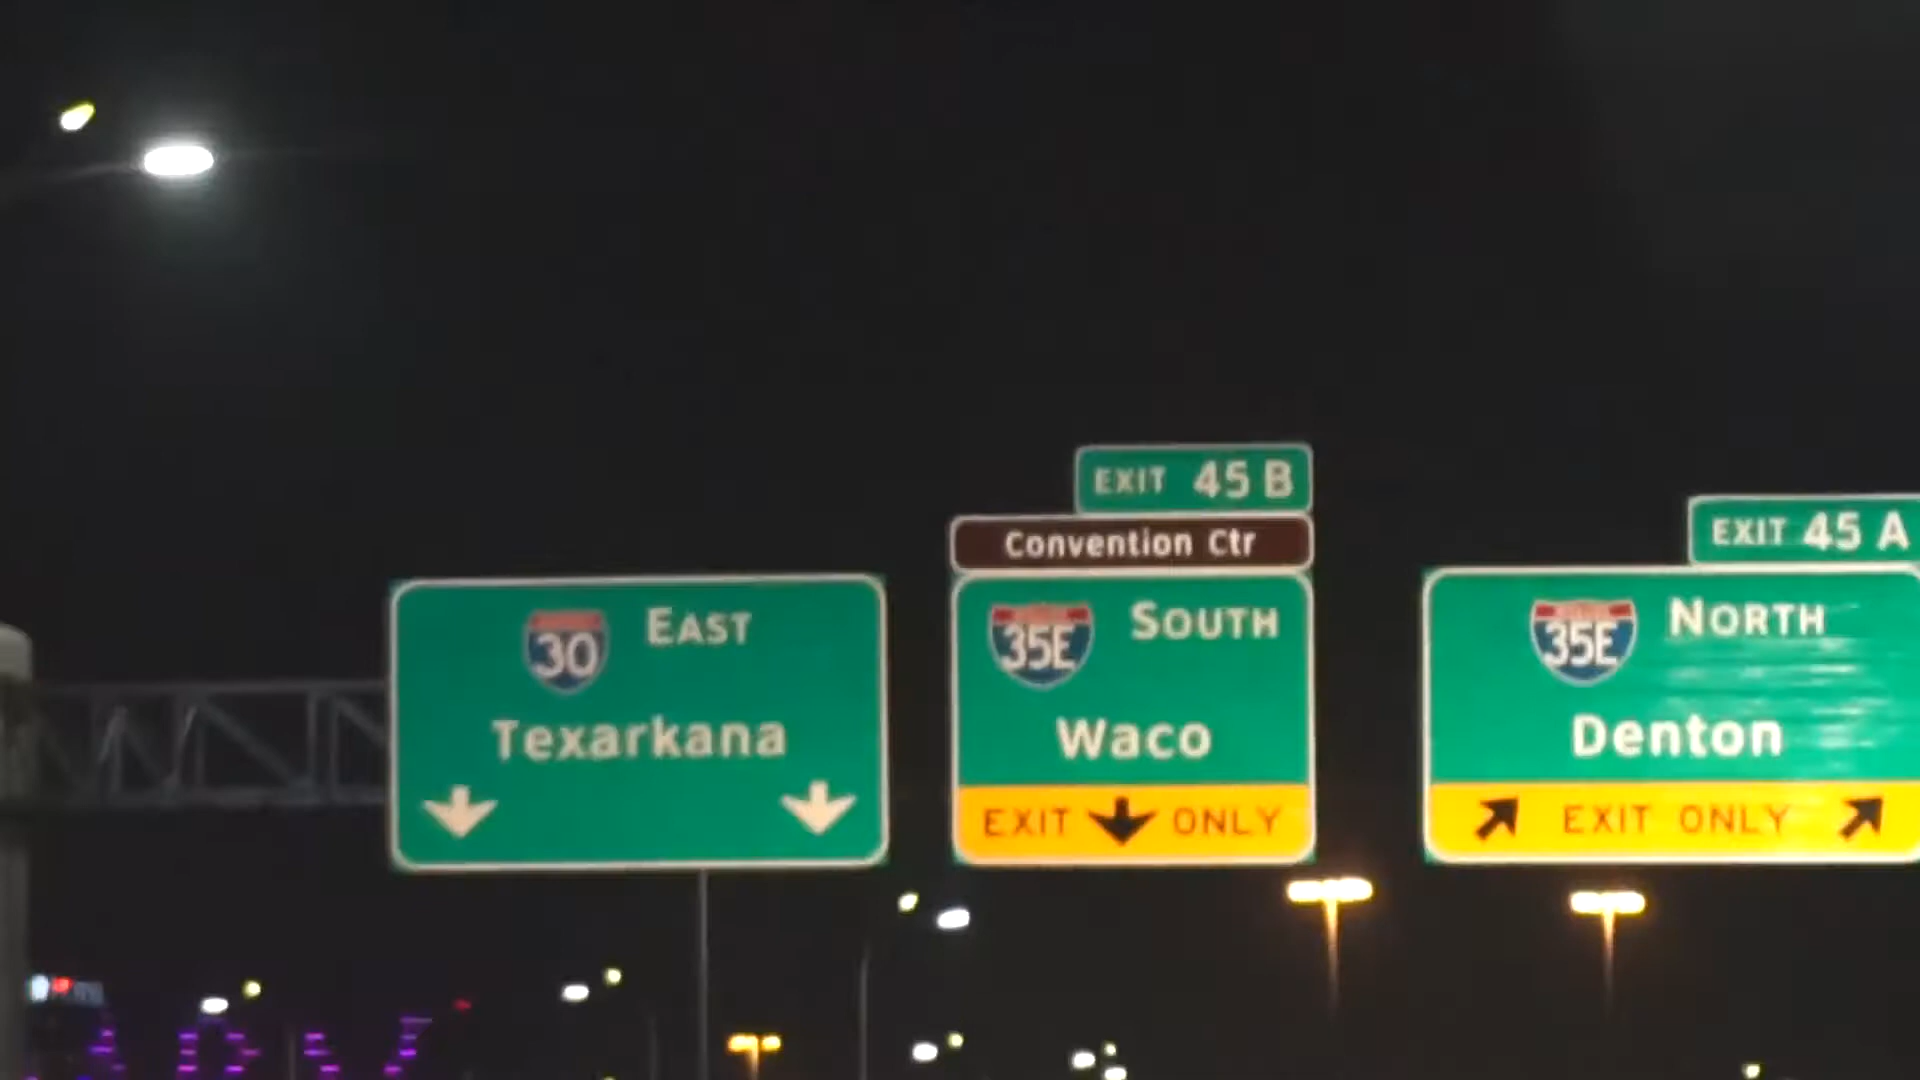 EXIT 45 B
Convention Ctr
EXIT 45 A
30 EAST
Texarkana
35E SOUTH
Waco
EXIT ONLY
35E NORTH
Denton
EXIT ONLY